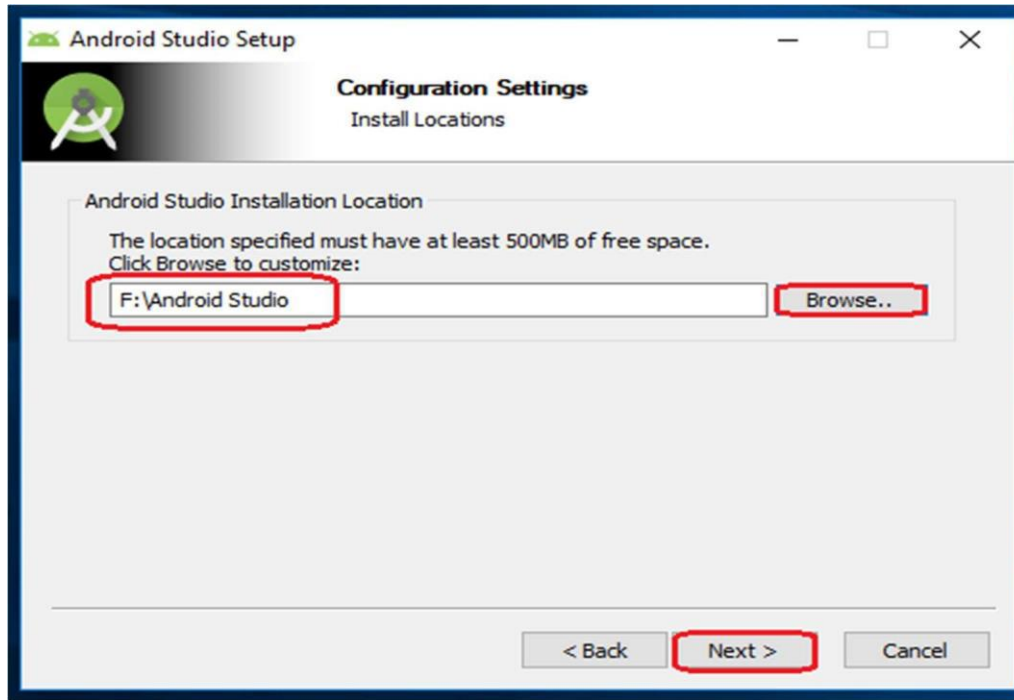 Android Studio Setup
Configuration Settings
Install Locations
Android Studio Installation Location
The location specified must have at least 500MB of free space.
Click Browse to customize:
F:\Android Studio
Browse..
< Back
Next >
Cancel